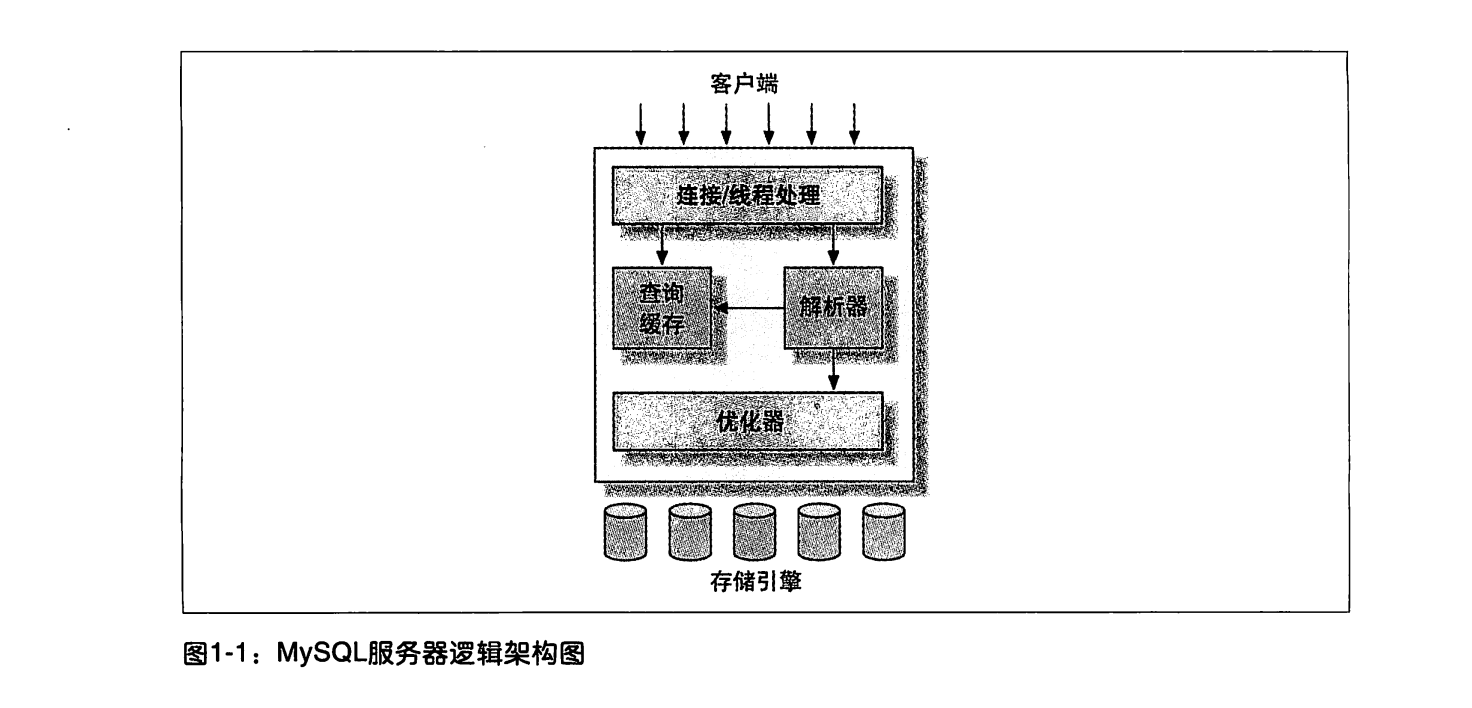 客户端
连接/线程处理
查询
缓存
解析器
优化器
存储引擎
图1-1：MySQL服务器逻辑架构图